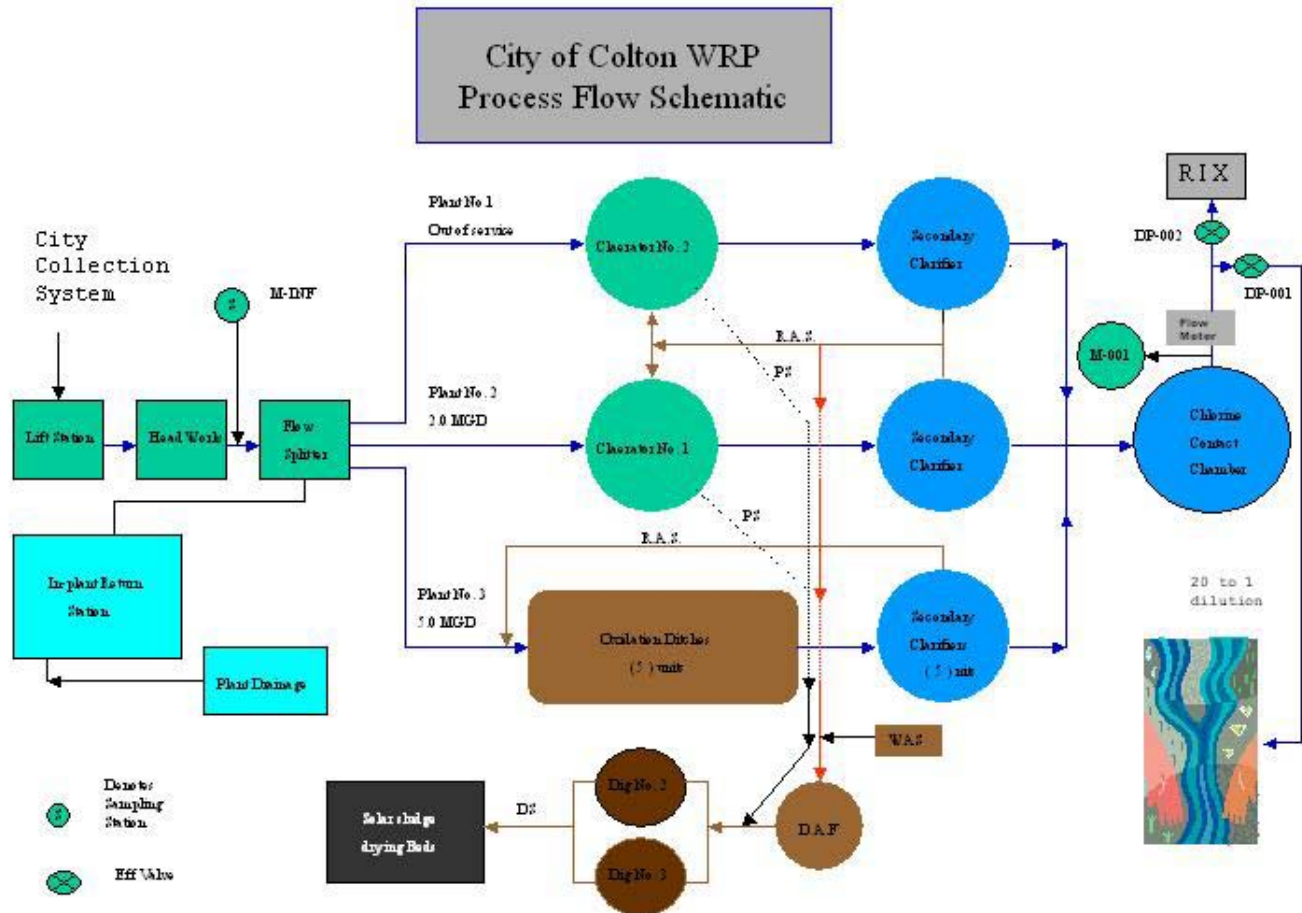 City of Colton WRP
Process Flow Schematic
RIX
DP-002
DP-001
Flow
Meter
M-001
City
Collection
System
M-INF
S
Plant No.1
Out of service
Claerator No. 2
Secondary
Clarifier
R.A.S.
PS
Plant No. 2
2.0 MGD
Lift Station
Head Work
Flow
Splitter
Claerator No. 1
Secondary
Clarifier
Chlorine
Contact
Chamber
PS
R.A.S.
In-plant Return
Station
Plant No. 3
5.0 MGD
Oxidation Ditches
( 5 ) units
Secondary
Clarifiers
( 5 ) unit
20 to 1
dilution
Plant Drainage
WAS
Denotes
Sampling
Station
S
Eff Valve
Solar sludge
drying Beds
DS
Dig No. 2
Dig No. 3
D.A.F